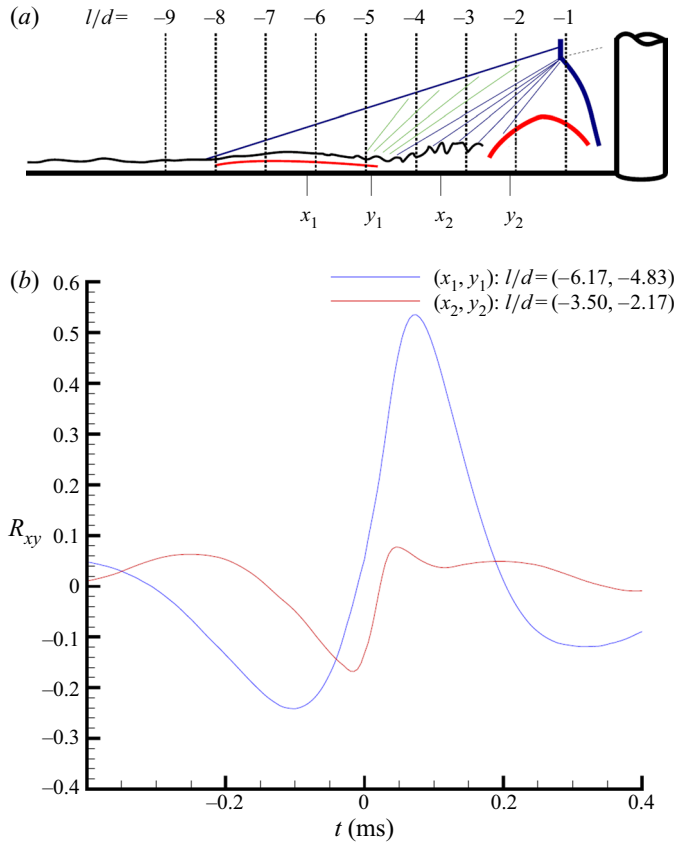 (a) l/d= –9 –8 –7 –6 –5 –4 –3 –2 –1
x₁ y₁ x₂ y₂
(b) 0.6
(x₁, y₁): l/d= (–6.17, –4.83)
(x₂, y₂): l/d= (–3.50, –2.17)
0.5
0.4
0.3
0.2
0.1
Rxy
0
–0.1
–0.2
–0.3
–0.4
–0.2 0 0.2 0.4
t (ms)